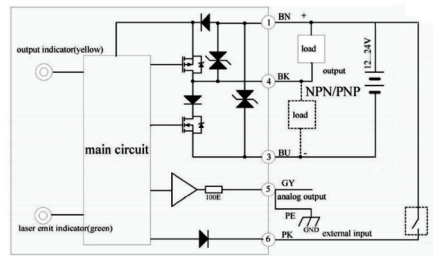 1 BN +
output indicator(yellow)
load
12...24V
output
4 BK
NPN/PNP
load
main circuit
3 BU -
5 GY
analog output
100E
PE
GND
laser emit indicator(green)
6 PK external input